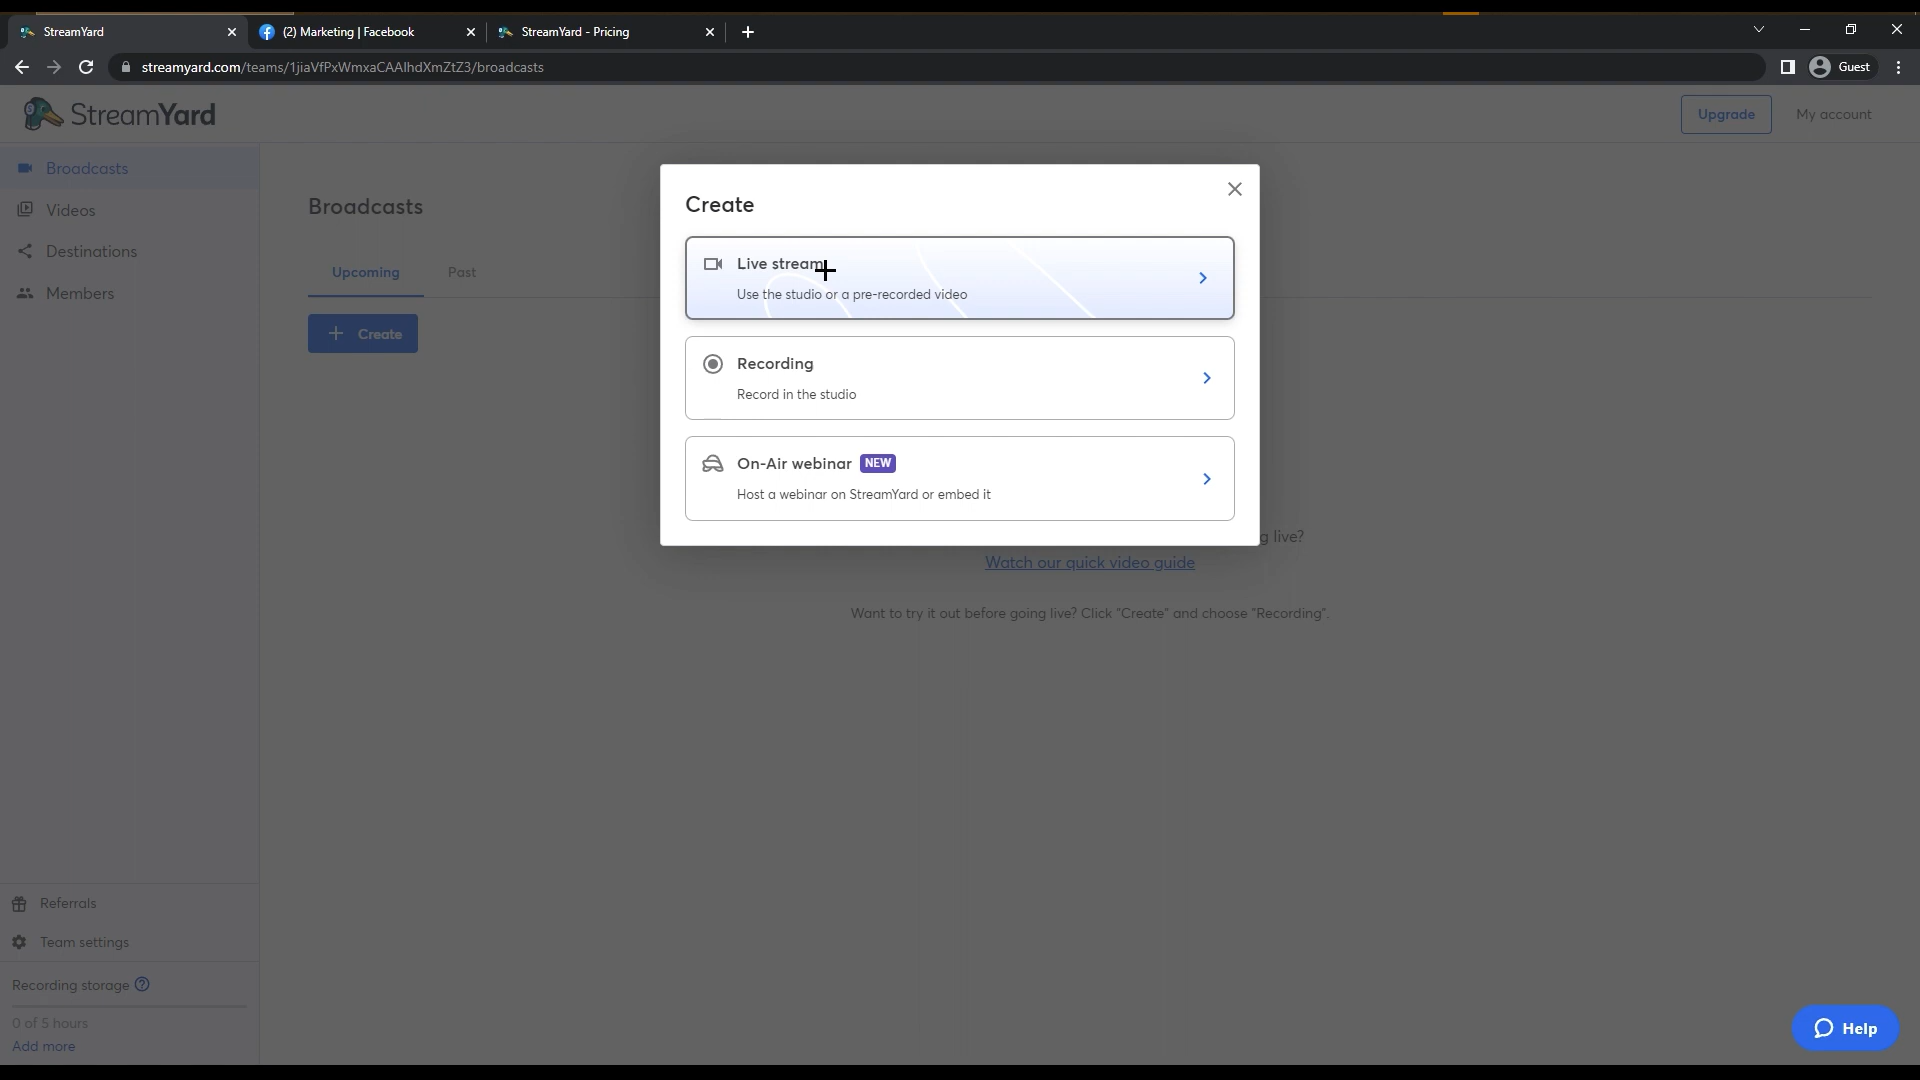 StreamYard
(2) Marketing | Facebook
StreamYard - Pricing
streamyard.com/teams/1jiaVfPxWmxaCAAlhdXmZtZ3/broadcasts
Guest
StreamYard
Upgrade
My account
Broadcasts
Videos
Destinations
Members
Broadcasts
Upcoming
Past
Create
Create
Live stream
Use the studio or a pre-recorded video
Recording
Record in the studio
On-Air webinar NEW
Host a webinar on StreamYard or embed it
g live?
Watch our quick video guide
Want to try it out before going live? Click "Create" and choose "Recording".
Referrals
Team settings
Recording storage
0 of 5 hours
Add more
Help